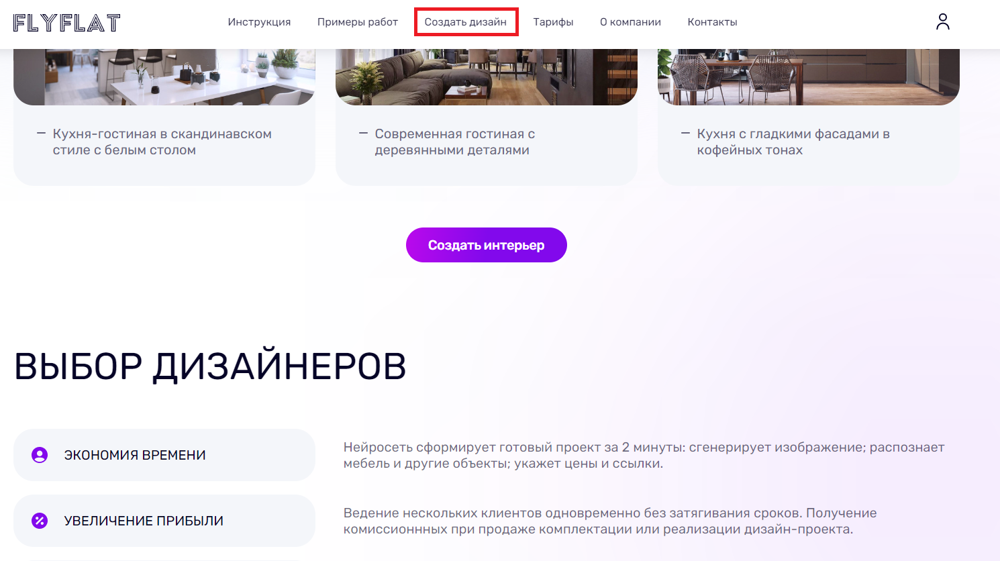 FLYFLAT
Инструкция
Примеры работ
Создать дизайн
Тарифы
О компании
Контакты
— Кухня-гостиная в скандинавском
стиле с белым столом
— Современная гостиная с
деревянными деталями
— Кухня с гладкими фасадами в
кофейных тонах
Создать интерьер
ВЫБОР ДИЗАЙНЕРОВ
ЭКОНОМИЯ ВРЕМЕНИ
Нейросеть сформирует готовый проект за 2 минуты: сгенерирует изображение; распознает
мебель и другие объекты; укажет цены и ссылки.
УВЕЛИЧЕНИЕ ПРИБЫЛИ
Ведение нескольких клиентов одновременно без затягивания сроков. Получение
комиссионнных при продаже комплектации или реализации дизайн-проекта.